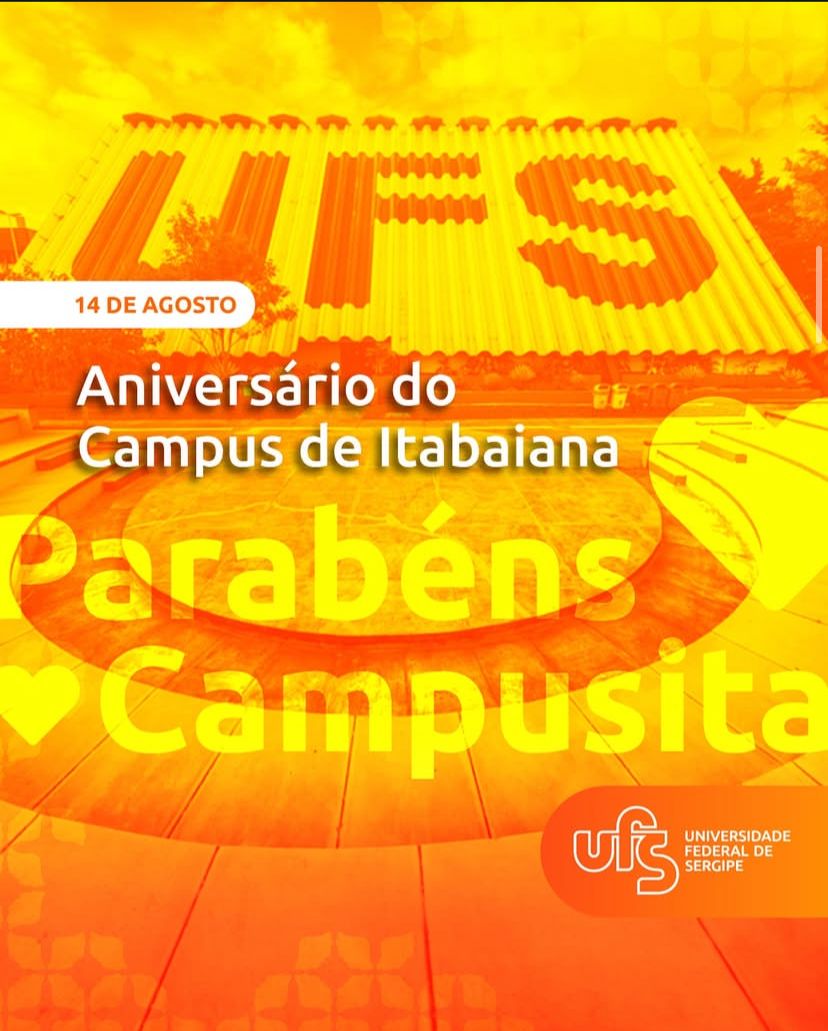 UFS
14 DE AGOSTO
Aniversário do
Campus de Itabaiana
Parabéns
Campusita
ufs
UNIVERSIDADE
FEDERAL DE
SERGIPE